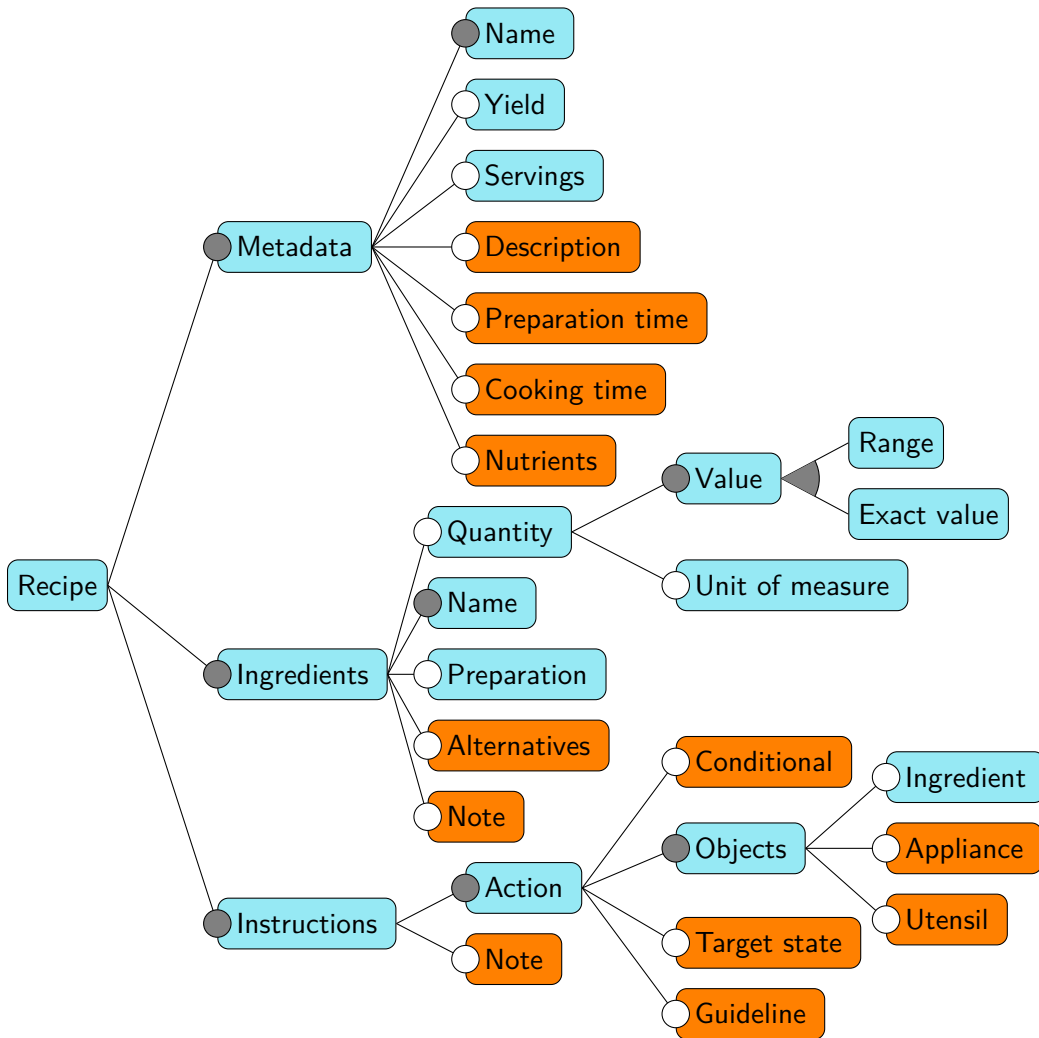 Recipe
Metadata
Name
Yield
Servings
Description
Preparation time
Cooking time
Nutrients
Ingredients
Quantity
Value
Range
Exact value
Unit of measure
Name
Preparation
Alternatives
Note
Instructions
Action
Conditional
Objects
Ingredient
Appliance
Utensil
Target state
Guideline
Note